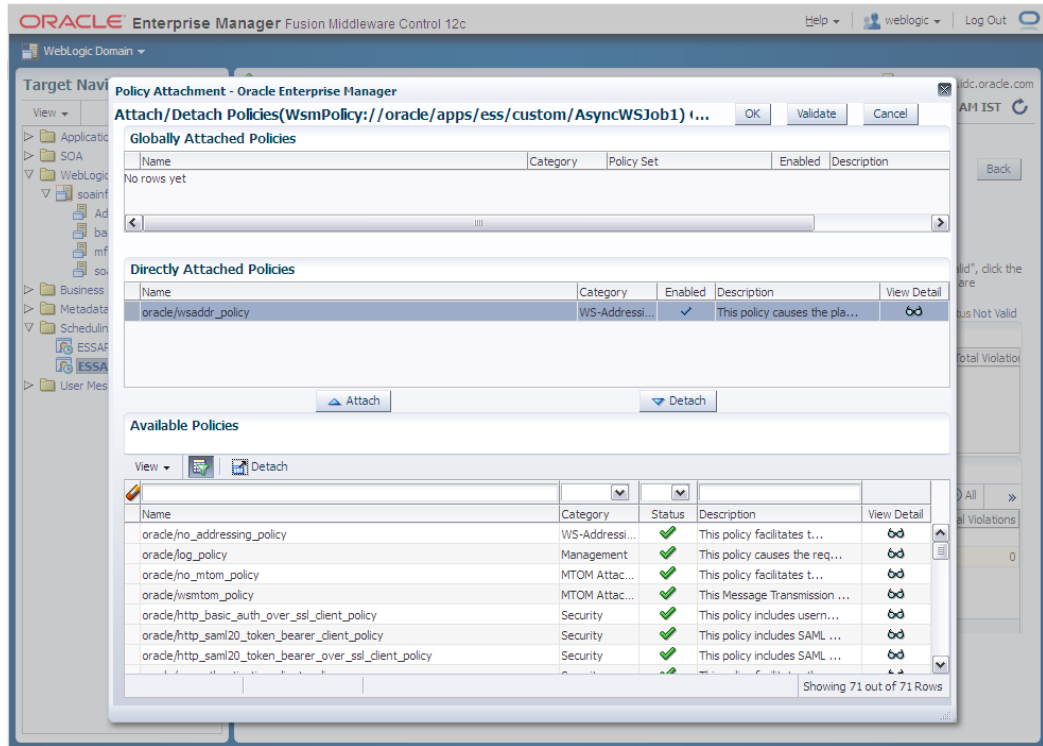 ORACLE Enterprise Manager Fusion Middleware Control 12c
Help
weblogic
Log Out
WebLogic Domain
Target Navi
.idc.oracle.com
View
AM IST
Policy Attachment - Oracle Enterprise Manager
Attach/Detach Policies(WsmPolicy://oracle/apps/ess/custom/AsyncWSJob1) (...
OK
Validate
Cancel
Applicatio
SOA
WebLogic
soainf
Ad
ba
mf
so
Business
Metadata
Schedulin
ESSAP
ESSA
User Mes
Back
lid", click the
are
tus Not Valid
Total Violation
All
al Violations
0
Globally Attached Policies
Name Category Policy Set Enabled Description
No rows yet
Directly Attached Policies
Name Category Enabled Description View Detail
oracle/wsaddr_policy WS-Addressi... This policy causes the pla...
Attach
Detach
Available Policies
View
Detach
Name Category Status Description View Detail
oracle/no_addressing_policy WS-Addressi... This policy facilitates t...
oracle/log_policy Management This policy causes the req...
oracle/no_mtom_policy MTOM Attac... This policy facilitates t...
oracle/wsmtom_policy MTOM Attac... This Message Transmission ...
oracle/http_basic_auth_over_ssl_client_policy Security This policy includes usern...
oracle/http_saml20_token_bearer_client_policy Security This policy includes SAML ...
oracle/http_saml20_token_bearer_over_ssl_client_policy Security This policy includes SAML ...
Showing 71 out of 71 Rows